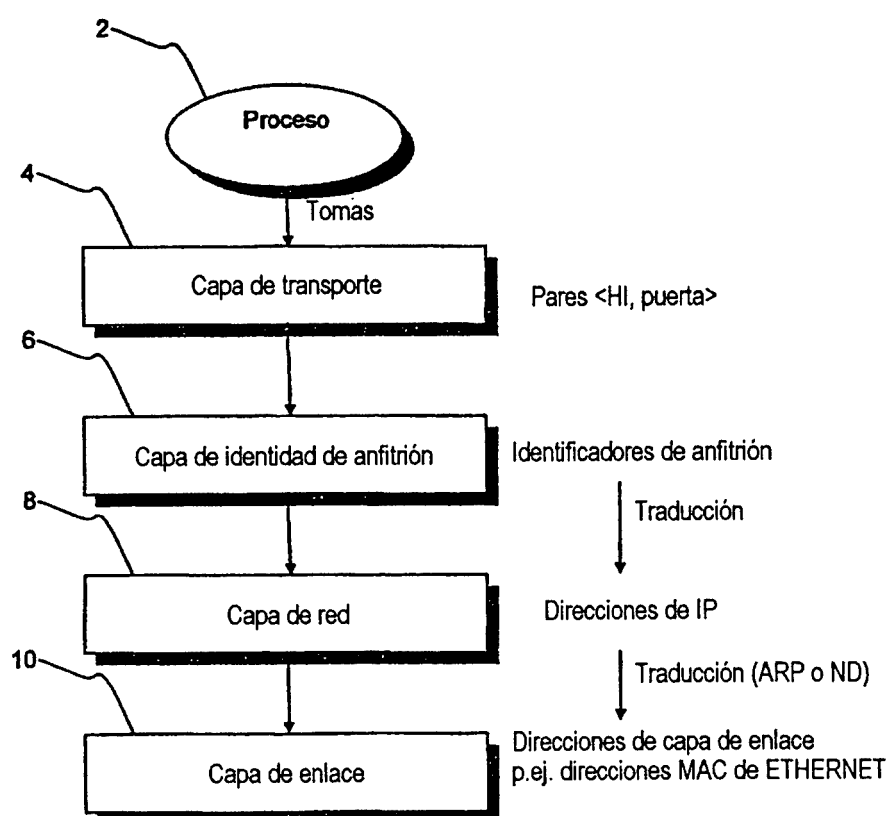 2
Proceso
4
Tomas
Capa de transporte
Pares <HI, puerta>
6
Capa de identidad de anfitrión
Identificadores de anfitrión
Traducción
8
Capa de red
Direcciones de IP
Traducción (ARP o ND)
10
Capa de enlace
Direcciones de capa de enlace
p.ej. direcciones MAC de ETHERNET